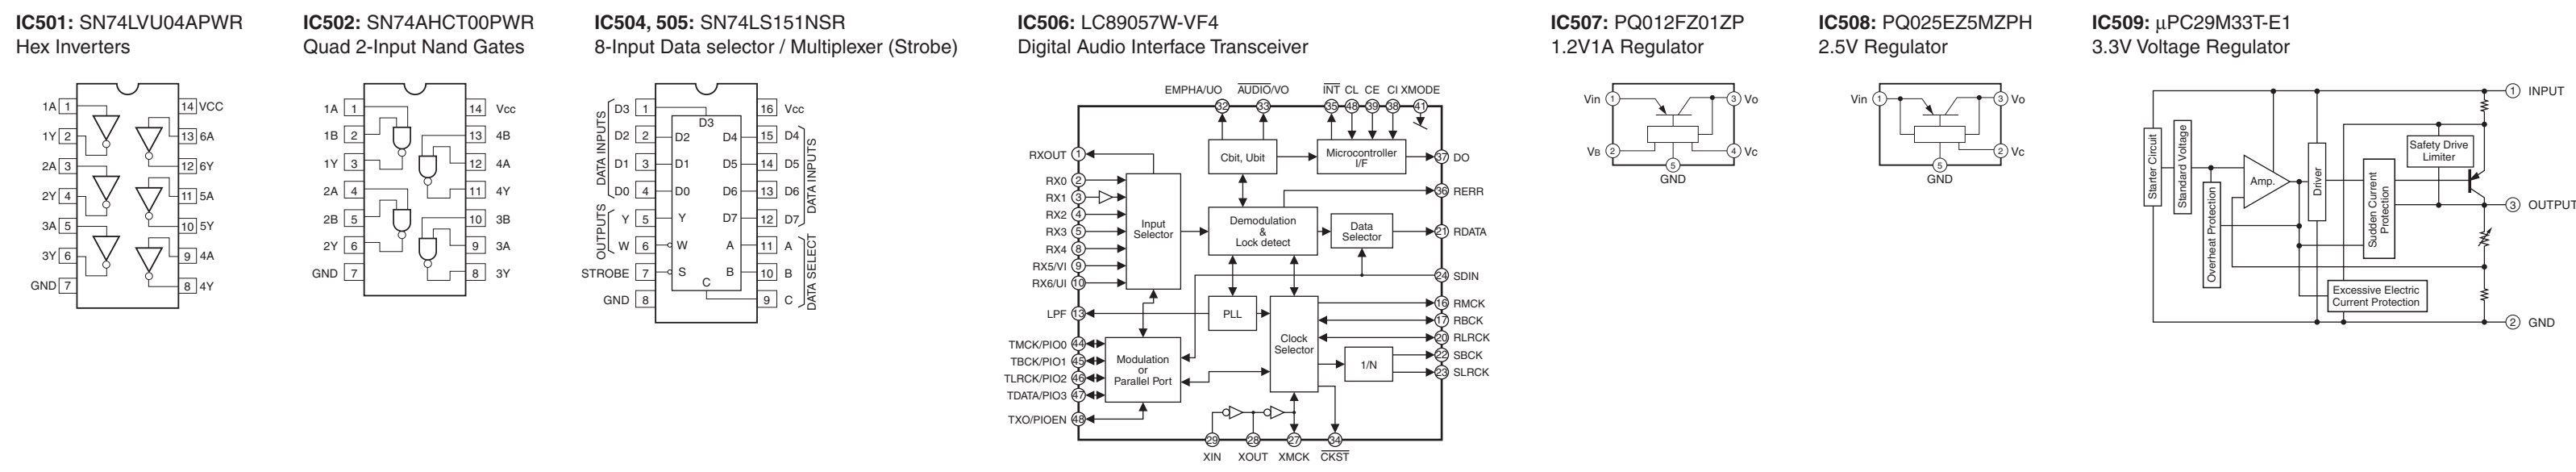 IC501: SN74LVU04APWR
Hex Inverters
1A 1
1Y 2
2A 3
2Y 4
3A 5
3Y 6
GND 7
14 VCC
13 6A
12 6Y
11 5A
10 5Y
9 4A
8 4Y
IC502: SN74AHCT00PWR
Quad 2-Input Nand Gates
1A 1
1B 2
1Y 3
2A 4
2B 5
2Y 6
GND 7
14 Vcc
13 4B
12 4A
11 4Y
10 3B
9 3A
8 3Y
IC504, 505: SN74LS151NSR
8-Input Data selector / Multiplexer (Strobe)
DATA INPUTS
OUTPUTS
D3 1
D2 2 D2
D1 3 D1
D0 4 D0
Y 5 Y
W 6 W
STROBE 7 S
GND 8
D3
C
16 Vcc
D4 15 D4
D5 14 D5
D6 13 D6
D7 12 D7
A 11 A
B 10 B
9 C
DATA INPUTS
DATA SELECT
IC506: LC89057W-VF4
Digital Audio Interface Transceiver
EMPHA/UO AUDIO/VO INT CL CE CI XMODE
32 33 35 48 39 38 41
RXOUT 1
RX0 2
RX1 3
RX2 4
RX3 5
RX4 8
RX5/VI 9
RX6/UI 10
LPF 13
TMCK/PIO0 44
TBCK/PIO1 45
TLRCK/PIO2 46
TDATA/PIO3 47
TXO/PIOEN 48
Cbit, Ubit
Microcontroller
I/F
Input
Selector
Demodulation
&
Lock detect
Data
Selector
PLL
Clock
Selector
1/N
Modulation
or
Parallel Port
37 DO
36 RERR
21 RDATA
24 SDIN
16 RMCK
17 RBCK
20 RLRCK
22 SBCK
23 SLRCK
29 28 27 34
XIN XOUT XMCK CKST
IC507: PQ012FZ01ZP
1.2V1A Regulator
Vin 1
VB 2
3 Vo
4 Vc
5
GND
IC508: PQ025EZ5MZPH
2.5V Regulator
Vin 1
3 Vo
2 Vc
5
GND
IC509: µPC29M33T-E1
3.3V Voltage Regulator
Starter Circuit
Standard Voltage
Overheat Protection
Amp.
Driver
Sudden Current
Protection
Safety Drive
Limiter
Excessive Electric
Current Protection
1 INPUT
3 OUTPUT
2 GND